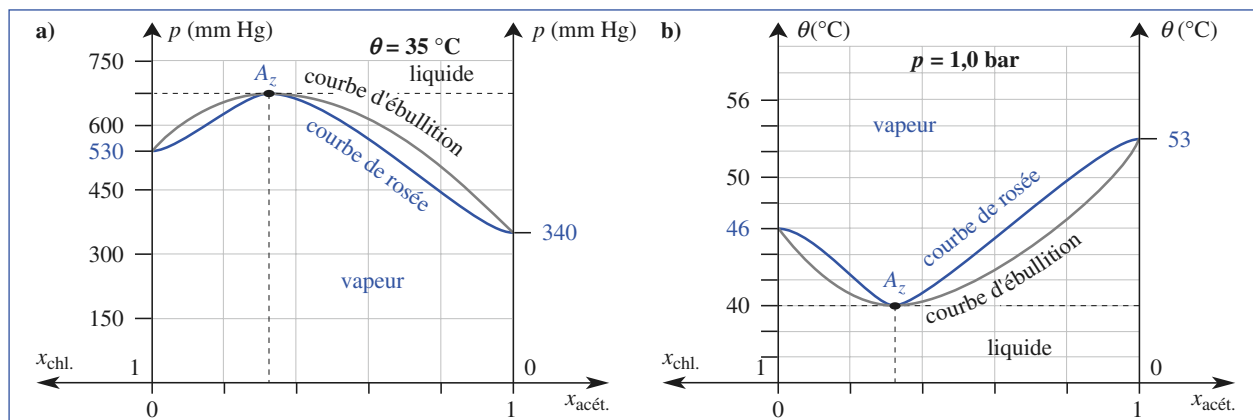 a)
p (mm Hg)
p (mm Hg)
θ = 35 °C
liquide
750
A_z
courbe d'ébullition
600
530
courbe de rosée
450
340
300
vapeur
150
x_chl.
1
0
0
1
x_acét.
b)
θ(°C)
θ (°C)
p = 1,0 bar
56
vapeur
53
50
46
courbe de rosée
A_z
courbe d'ébullition
40
liquide
x_chl.
1
0
0
1
x_acét.